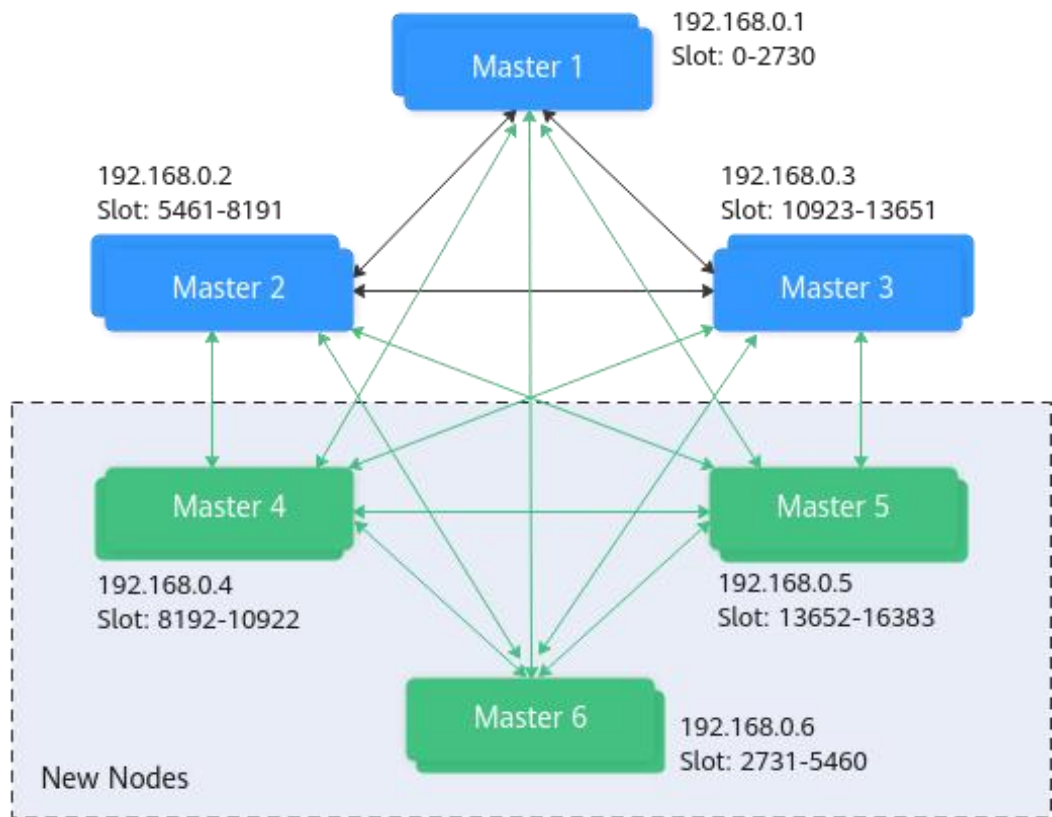 192.168.0.1
Slot: 0-2730
Master 1
192.168.0.2
Slot: 5461-8191
192.168.0.3
Slot: 10923-13651
Master 2
Master 3
Master 4
Master 5
192.168.0.4
Slot: 8192-10922
192.168.0.5
Slot: 13652-16383
Master 6
192.168.0.6
Slot: 2731-5460
New Nodes